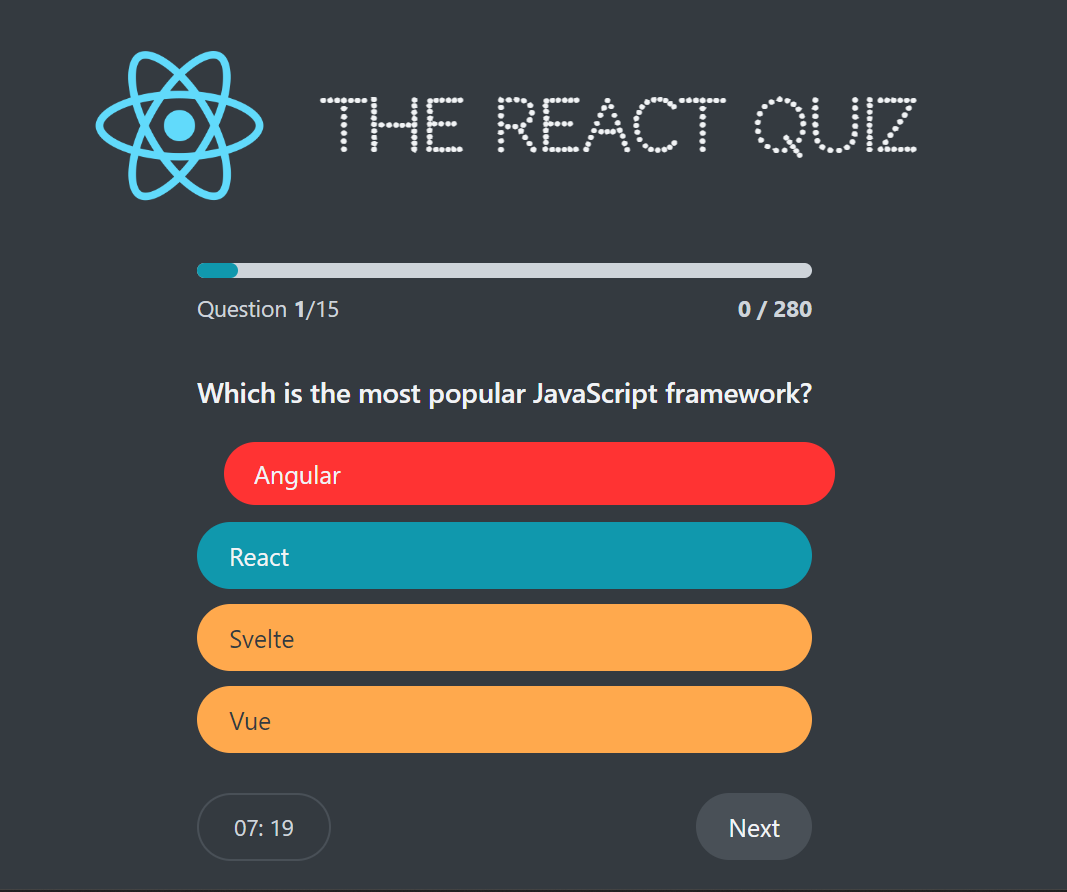 THE REACT QUIZ
Question 1/15
0 / 280
Which is the most popular JavaScript framework?
Angular
React
Svelte
Vue
07: 19
Next